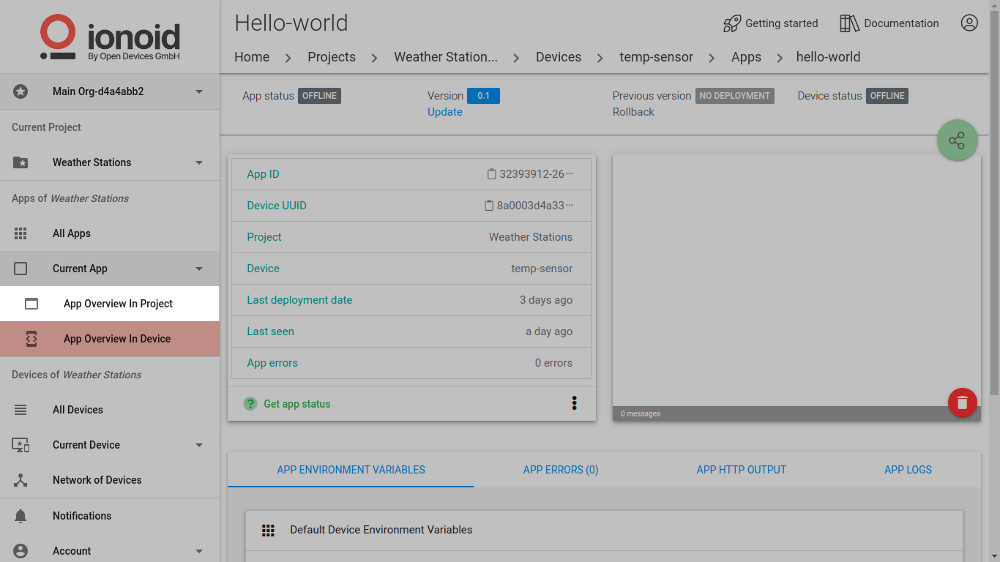 ionoid
By Open Devices GmbH
Main Org-d4a4abb2
Current Project
Weather Stations
Apps of Weather Stations
All Apps
Current App
App Overview In Project
App Overview In Device
Devices of Weather Stations
All Devices
Current Device
Network of Devices
Notifications
Account
Hello-world
Getting started
Documentation
Home > Projects > Weather Station... > Devices > temp-sensor > Apps > hello-world
App status OFFLINE
Version 0.1
Update
Previous version NO DEPLOYMENT
Rollback
Device status OFFLINE
App ID 32393912-26···
Device UUID 8a0003d4a33···
Project Weather Stations
Device temp-sensor
Last deployment date 3 days ago
Last seen a day ago
App errors 0 errors
? Get app status
0 messages
APP ENVIRONMENT VARIABLES APP ERRORS (0) APP HTTP OUTPUT APP LOGS
Default Device Environment Variables